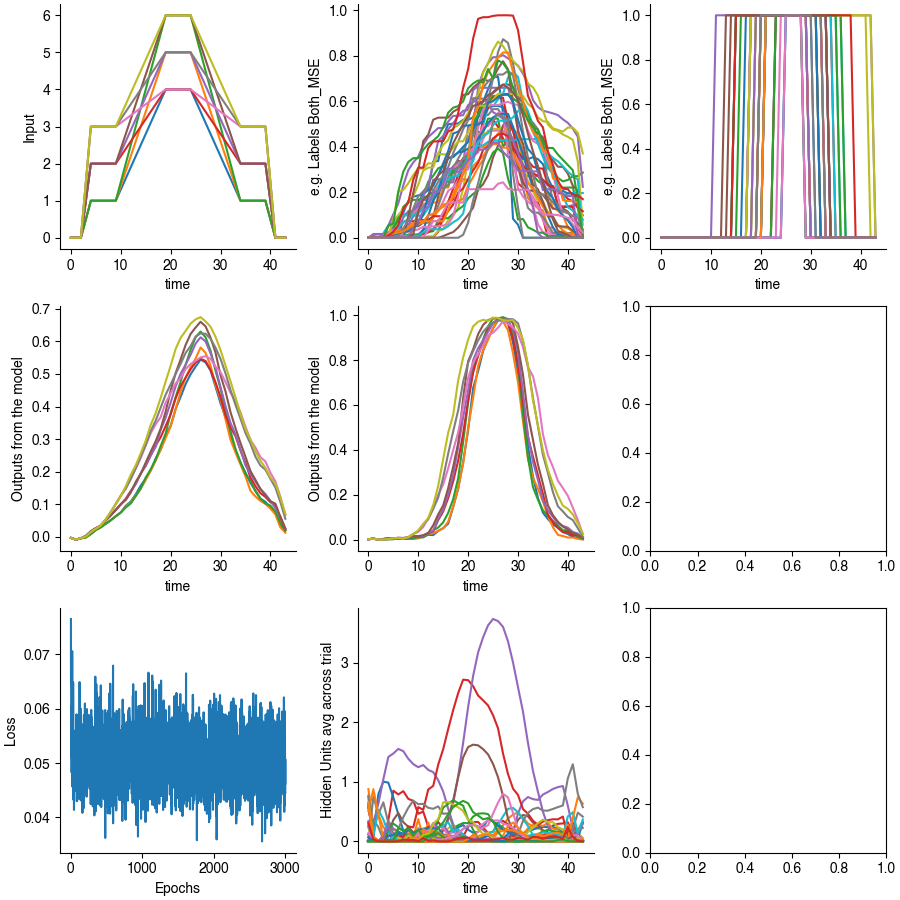 6
5
4
3
2
1
0
Input
0 10 20 30 40
time
1.0
0.8
0.6
0.4
0.2
0.0
e.g. Labels Both_MSE
0 10 20 30 40
time
1.0
0.8
0.6
0.4
0.2
0.0
e.g. Labels Both_MSE
0 20 30 40
time
0.7
0.6
0.5
0.4
0.3
0.2
0.1
0.0
Outputs from the model
0 10 20 30 40
time
1.0
0.8
0.6
0.4
0.2
0.0
Outputs from the model
0 10 20 30 40
time
1.0
0.8
0.6
0.4
0.2
0.0
0.0 0.2 0.4 0.6 0.8 1.0
0.07
0.06
0.05
0.04
Loss
0 1000 2000 3000
Epochs
3
2
1
0
Hidden Units avg across trial
0 10 20 30 40
time
1.0
0.8
0.6
0.4
0.2
0.0
0.0 0.2 0.4 0.6 0.8 1.0